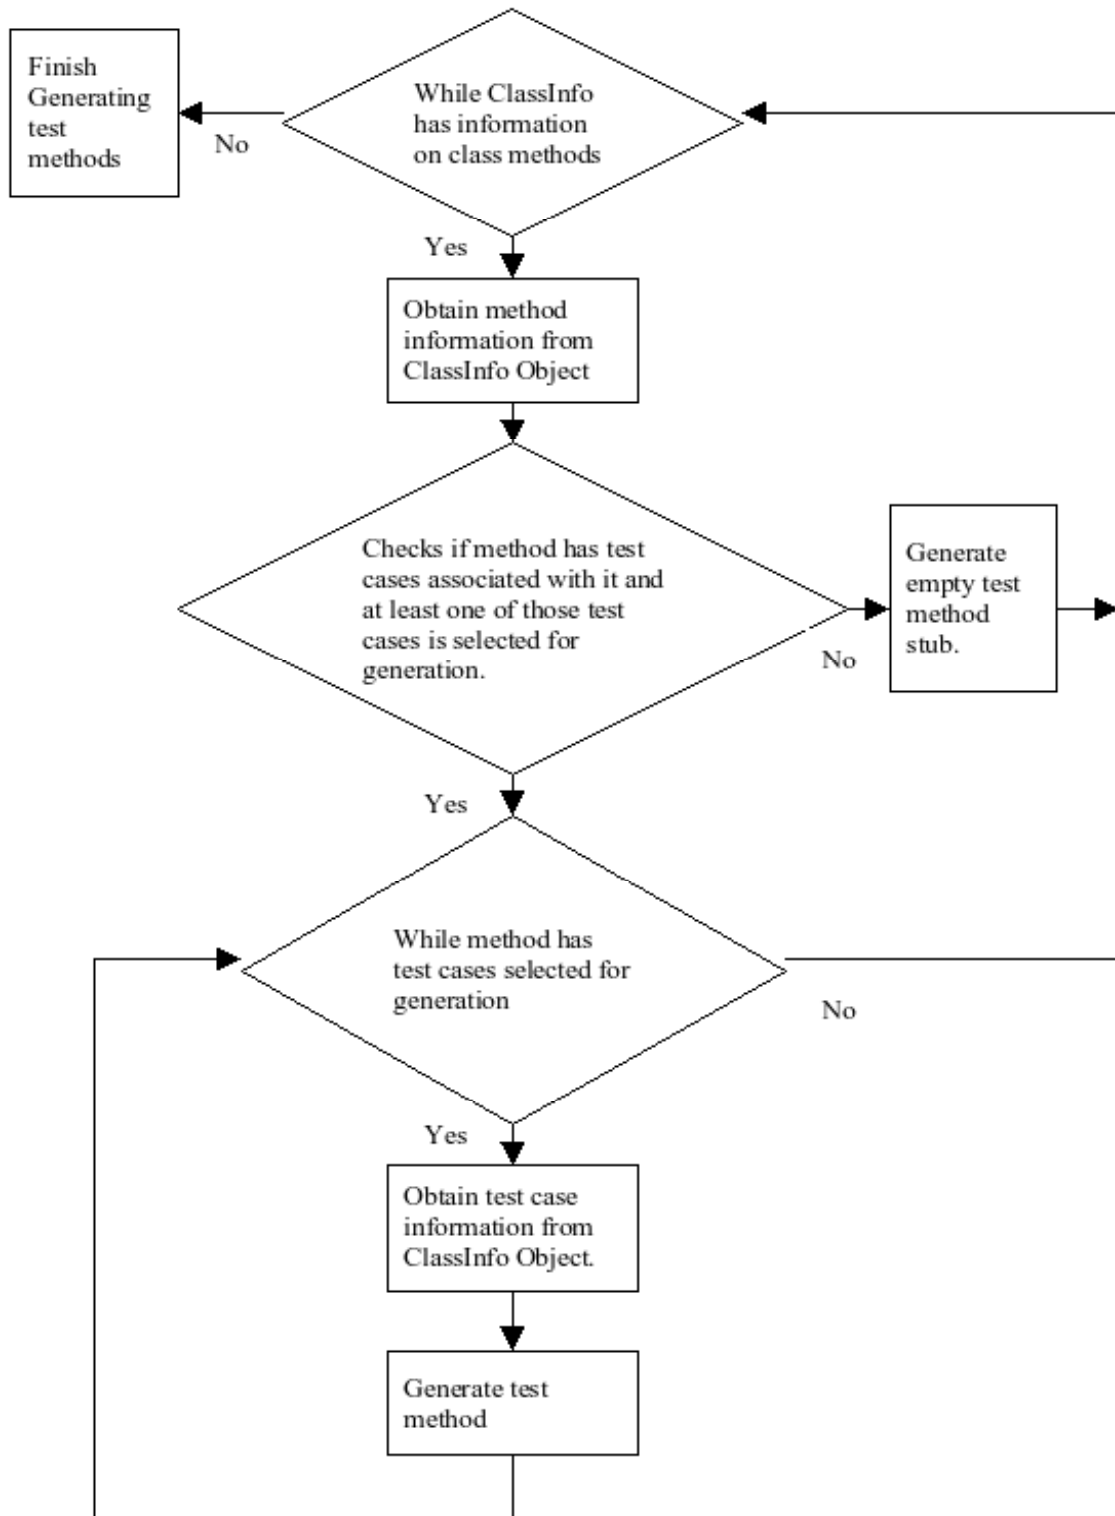 Finish
Generating
test
methods
No
While ClassInfo
has information
on class methods
Yes
Obtain method
information from
ClassInfo Object
Checks if method has test
cases associated with it and
at least one of those test
cases is selected for
generation.
No
Generate
empty test
method
stub.
Yes
While method has
test cases selected for
generation
No
Yes
Obtain test case
information from
ClassInfo Object.
Generate test
method